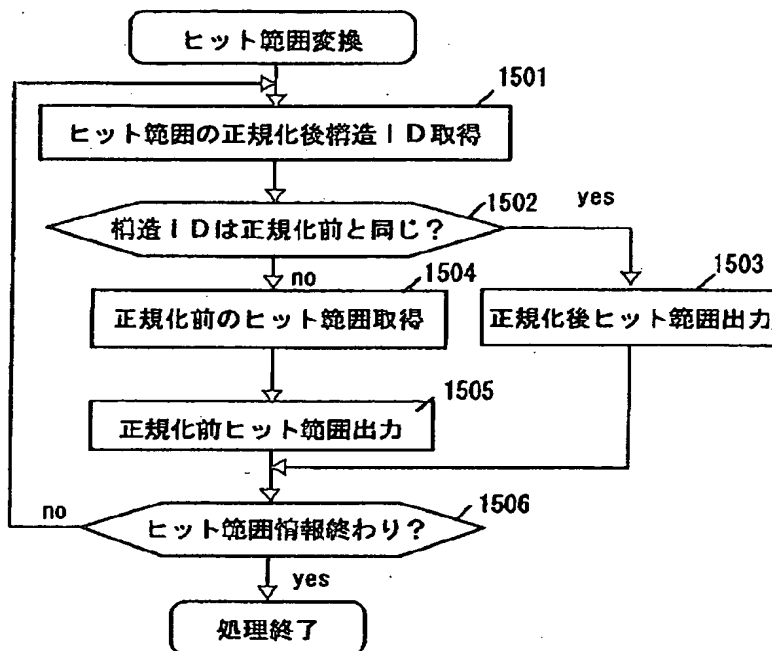 ヒット範囲変換
1501
ヒット範囲の正規化後構造ID取得
1502
構造IDは正規化前と同じ?
yes
no
1504
1503
正規化前のヒット範囲取得
正規化後ヒット範囲出力
1505
正規化前ヒット範囲出力
1506
no
ヒット範囲情報終わり?
yes
処理終了